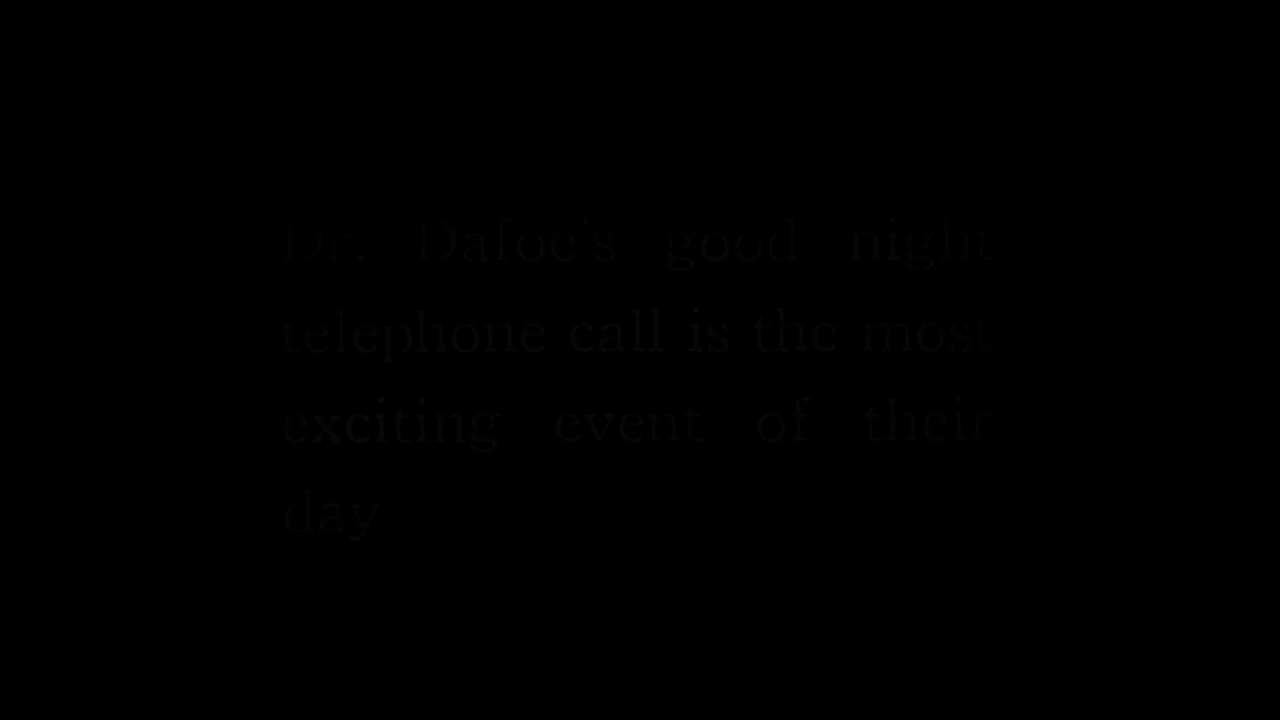 Dr. Dafoe's good night
telephone call is the most
exciting event of their
day